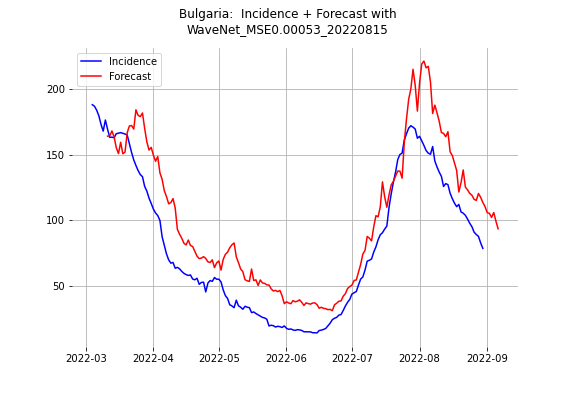 Bulgaria:  Incidence + Forecast with
WaveNet_MSE0.00053_20220815
Incidence
Forecast
200
150
100
50
2022-03 2022-04 2022-05 2022-06 2022-07 2022-08 2022-09